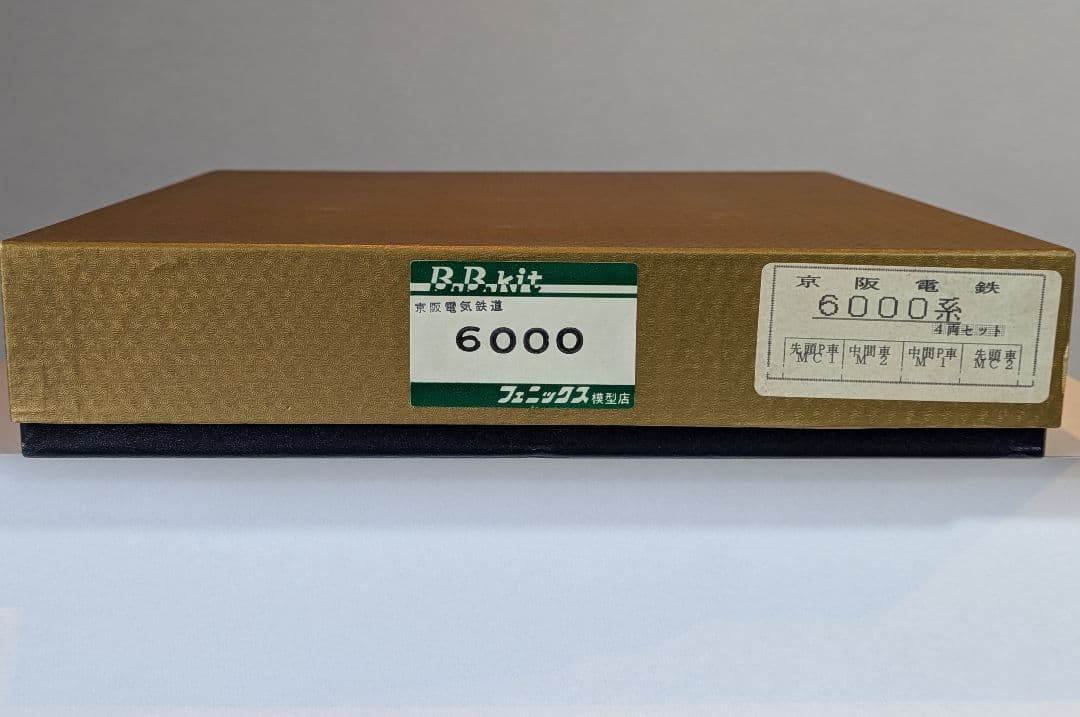 B.B.kit
京阪電気鉄道
6000
フェニックス模型店
京阪電鉄
6000系
4両セット
先頭P車 中間車 中間P車 先頭車
MC1 M2 M1 MC2